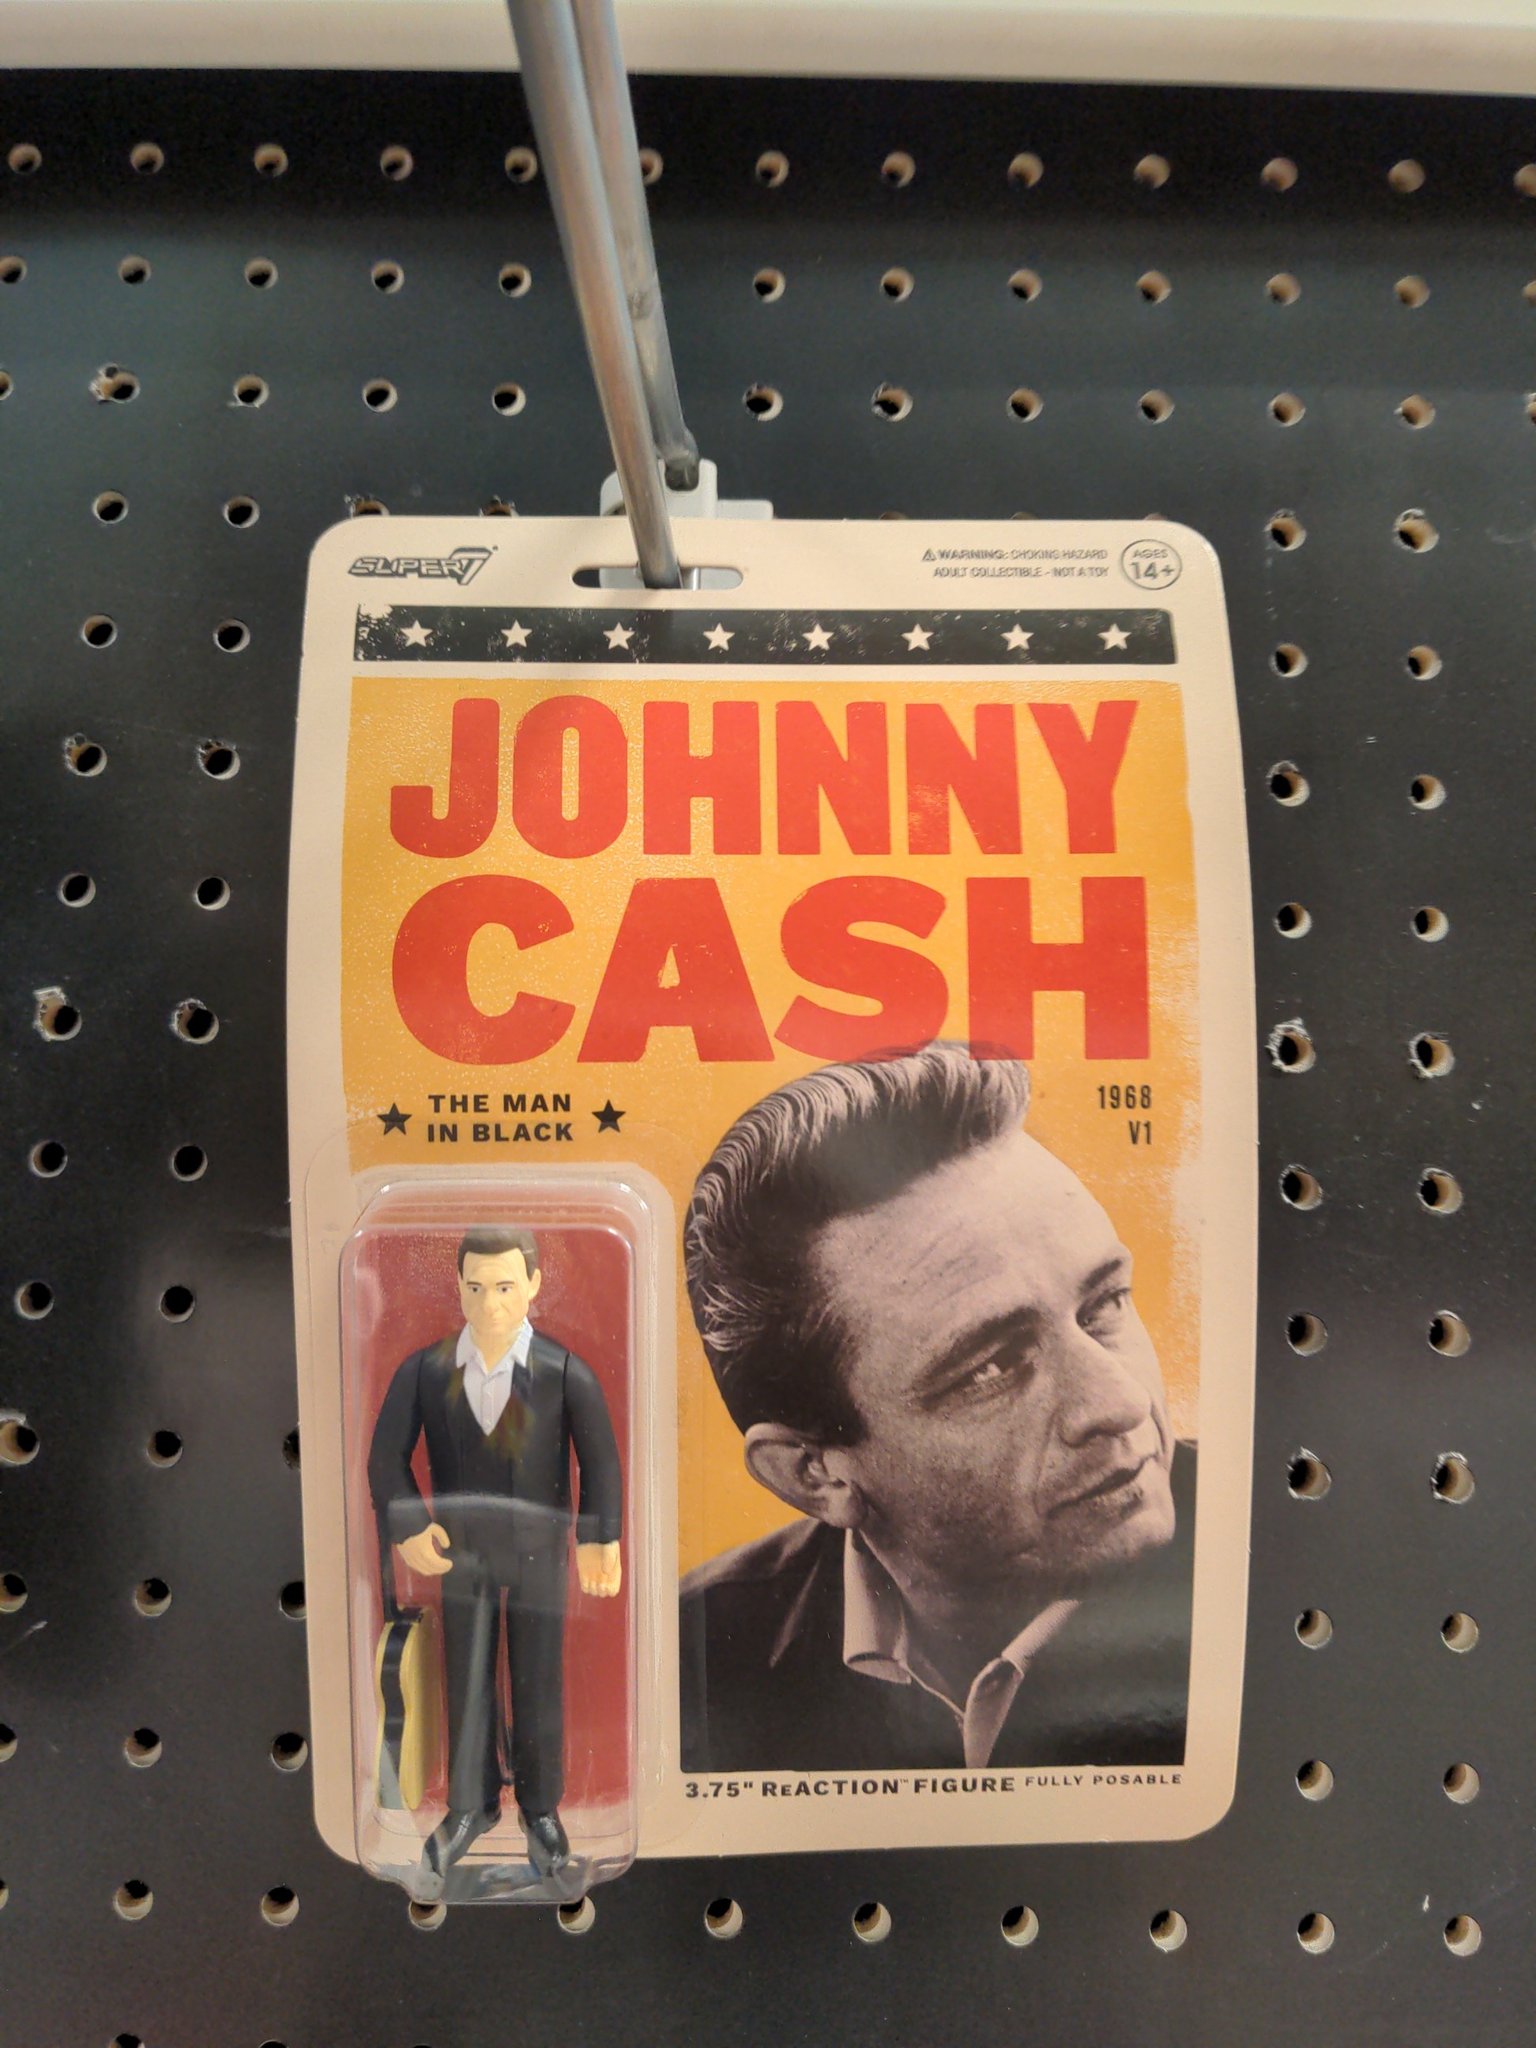 SUPER7
⚠WARNING: CHOKING HAZARD
ADULT COLLECTIBLE - NOT A TOY
AGES
14+
JOHNNY
CASH
THE MAN
IN BLACK
1968
V1
3.75" REACTION™ FIGURE FULLY POSABLE